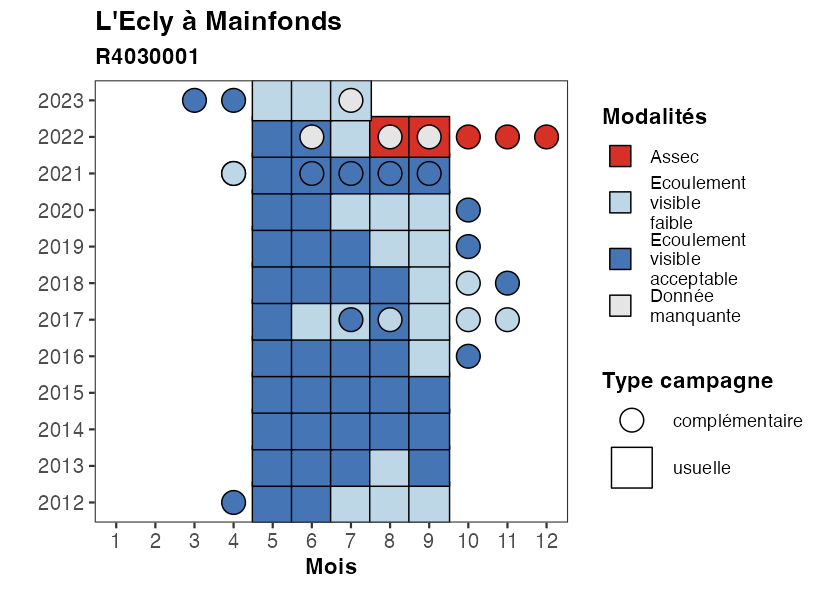 L'Ecly à Mainfonds
R4030001
2023
2022
2021
2020
2019
2018
2017
2016
2015
2014
2013
2012
1 2 3 4 5 6 7 8 9 10 11 12
Mois
Modalités
Assec
Ecoulement
visible
faible
Ecoulement
visible
acceptable
Donnée
manquante
Type campagne
complémentaire
usuelle